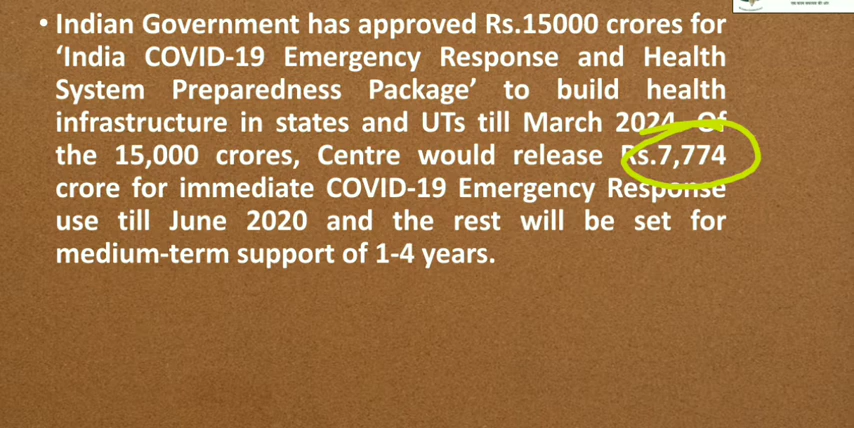 • Indian Government has approved Rs.15000 crores for
‘India COVID-19 Emergency Response and Health
System Preparedness Package’ to build health
infrastructure in states and UTs till March 2024. Of
the 15,000 crores, Centre would release Rs.7,774
crore for immediate COVID-19 Emergency Response
use till June 2020 and the rest will be set for
medium-term support of 1-4 years.